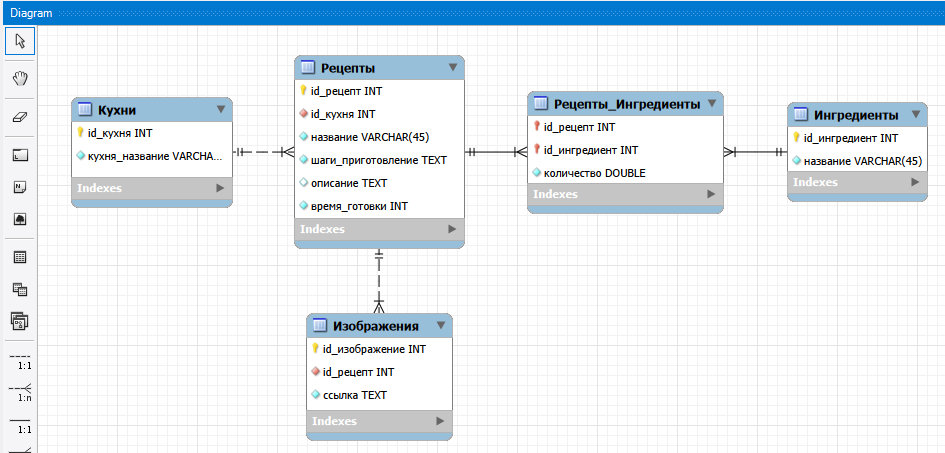 Diagram
Кухни
id_кухня INT
кухня_название VARCHA...
Indexes
Рецепты
id_рецепт INT
id_кухня INT
название VARCHAR(45)
шаги_приготовление TEXT
описание TEXT
время_готовки INT
Indexes
Рецепты_Ингредиенты
id_рецепт INT
id_ингредиент INT
количество DOUBLE
Indexes
Ингредиенты
id_ингредиент INT
название VARCHAR(45)
Indexes
Изображения
id_изображение INT
id_рецепт INT
ссылка TEXT
Indexes
1:1
1:n
1:1